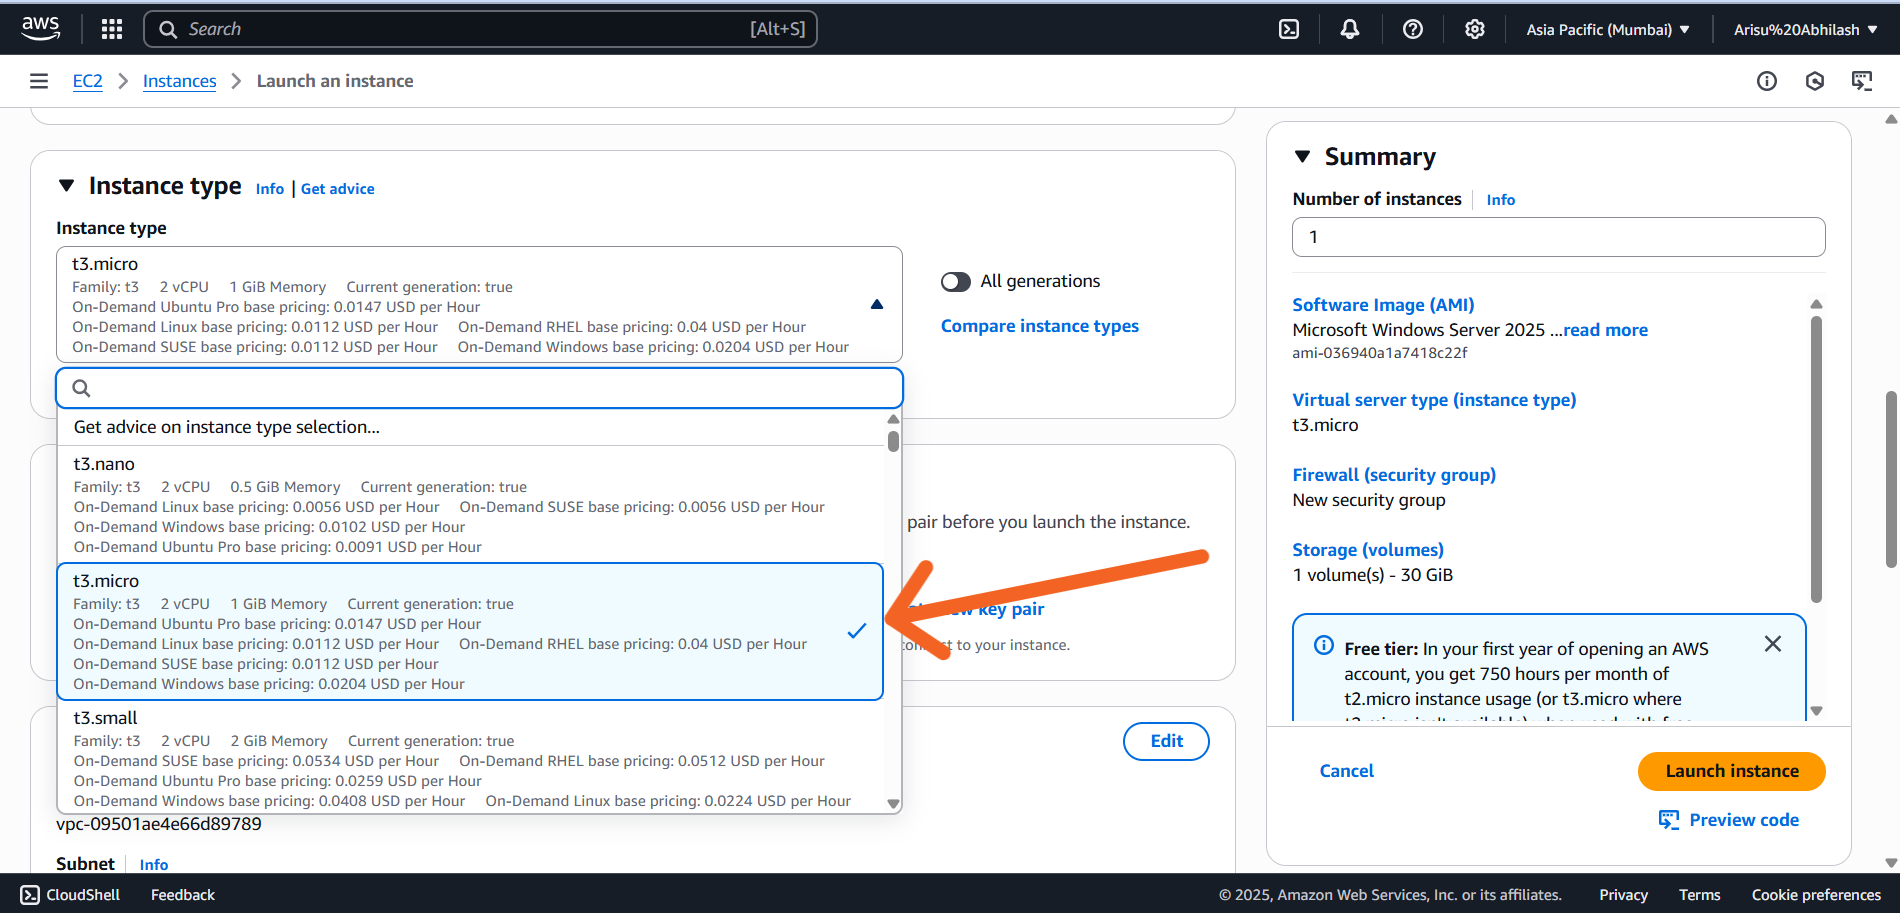 aws
Search [Alt+S]
Asia Pacific (Mumbai)
Arisu%20Abhilash
EC2 Instances Launch an instance
Instance type Info | Get advice
Instance type
t3.micro
Family: t3 2 vCPU 1 GiB Memory Current generation: true
On-Demand Ubuntu Pro base pricing: 0.0147 USD per Hour
On-Demand Linux base pricing: 0.0112 USD per Hour On-Demand RHEL base pricing: 0.04 USD per Hour
On-Demand SUSE base pricing: 0.0112 USD per Hour On-Demand Windows base pricing: 0.0204 USD per Hour
All generations
Compare instance types
Get advice on instance type selection...
t3.nano
Family: t3 2 vCPU 0.5 GiB Memory Current generation: true
On-Demand Linux base pricing: 0.0056 USD per Hour On-Demand SUSE base pricing: 0.0056 USD per Hour
On-Demand Windows base pricing: 0.0102 USD per Hour
On-Demand Ubuntu Pro base pricing: 0.0091 USD per Hour
t3.micro
Family: t3 2 vCPU 1 GiB Memory Current generation: true
On-Demand Ubuntu Pro base pricing: 0.0147 USD per Hour
On-Demand Linux base pricing: 0.0112 USD per Hour On-Demand RHEL base pricing: 0.04 USD per Hour
On-Demand SUSE base pricing: 0.0112 USD per Hour
On-Demand Windows base pricing: 0.0204 USD per Hour
t3.small
Family: t3 2 vCPU 2 GiB Memory Current generation: true
On-Demand SUSE base pricing: 0.0534 USD per Hour On-Demand RHEL base pricing: 0.0512 USD per Hour
On-Demand Ubuntu Pro base pricing: 0.0259 USD per Hour
On-Demand Windows base pricing: 0.0408 USD per Hour On-Demand Linux base pricing: 0.0224 USD per Hour
pair before you launch the instance.
key pair
to your instance.
Edit
vpc-09501ae4e66d89789
Subnet Info
Summary
Number of instances Info
1
Software Image (AMI)
Microsoft Windows Server 2025 ...read more
ami-036940a1a7418c22f
Virtual server type (instance type)
t3.micro
Firewall (security group)
New security group
Storage (volumes)
1 volume(s) - 30 GiB
Free tier: In your first year of opening an AWS
account, you get 750 hours per month of
t2.micro instance usage (or t3.micro where
Cancel
Launch instance
Preview code
CloudShell Feedback
© 2025, Amazon Web Services, Inc. or its affiliates. Privacy Terms Cookie preferences